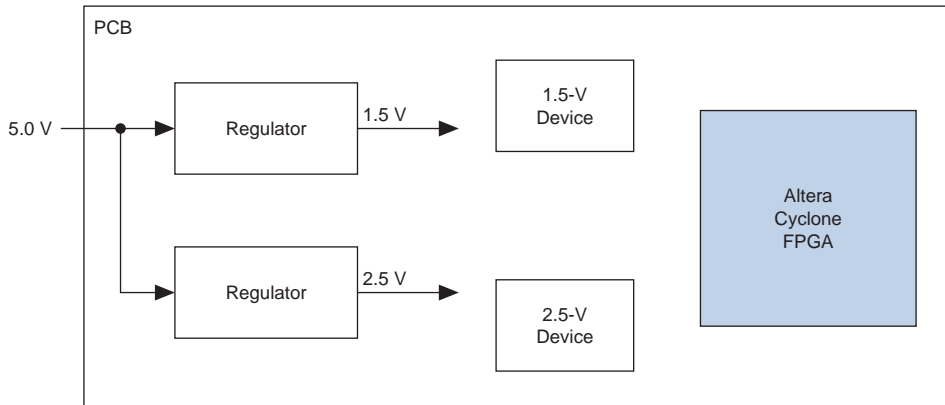 PCB
5.0 V
Regulator
1.5 V
1.5-V
Device
Altera
Cyclone
FPGA
Regulator
2.5 V
2.5-V
Device